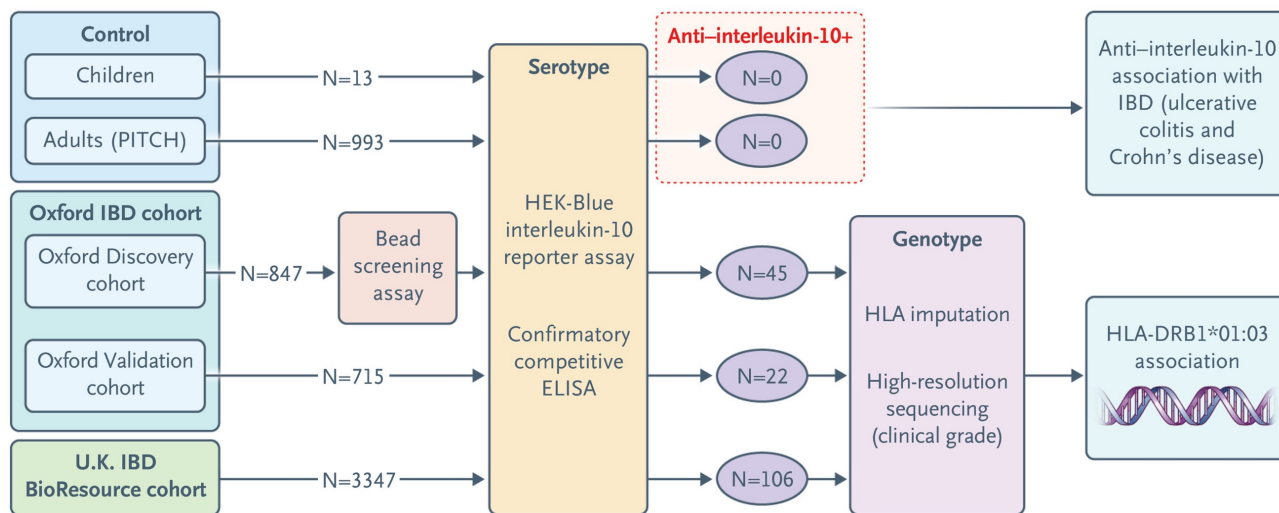 Control
Children
N=13
Adults (PITCH)
N=993
Oxford IBD cohort
Oxford Discovery
cohort
N=847
Bead
screening
assay
Oxford Validation
cohort
N=715
U.K. IBD
BioResource cohort
N=3347
Serotype
HEK-Blue
interleukin-10
reporter assay
Confirmatory
competitive
ELISA
Anti–interleukin-10+
N=0
N=0
N=45
N=22
N=106
Genotype
HLA imputation
High-resolution
sequencing
(clinical grade)
Anti–interleukin-10
association with
IBD (ulcerative
colitis and
Crohn’s disease)
HLA-DRB1*01:03
association